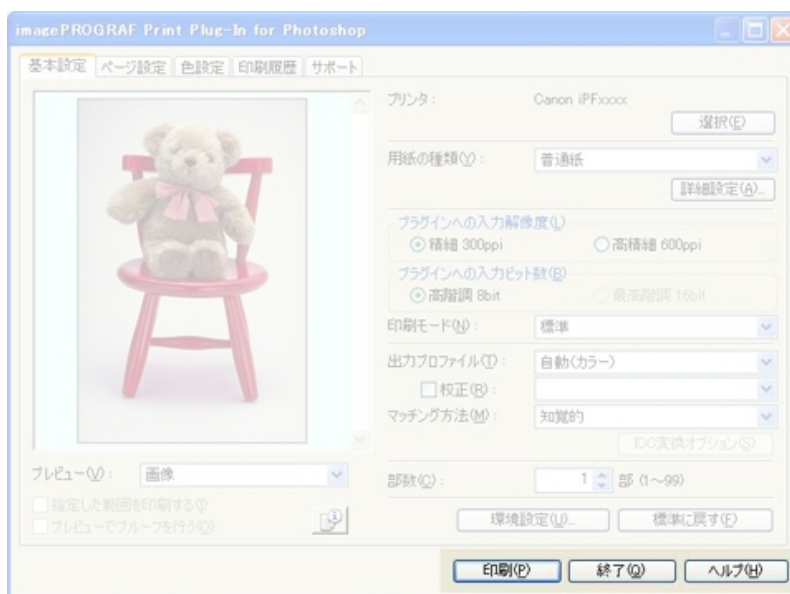 imagePROGRAF Print Plug-In for Photoshop
基本設定 ページ設定 色設定 印刷履歴 サポート
プリンタ： Canon iPFxxxx
選択(E)
用紙の種類(Y)： 普通紙
詳細設定(A)...
プラグインへの入力解像度(L)
精細 300ppi 高精細 600ppi
プラグインへの入力ビット数(B)
高階調 8bit 最高階調 16bit
印刷モード(N)： 標準
出力プロファイル(T)： 自動(カラー)
校正(R)：
マッチング方法(M)： 知覚的
ICC変換オプション(S)
プレビュー(V)： 画像
部数(C)： 1 部 (1～99)
指定した範囲を印刷する(I)
プレビューでプルーフを行う(O)
環境設定(U)... 標準に戻す(F)
印刷(P) 終了(Q) ヘルプ(H)